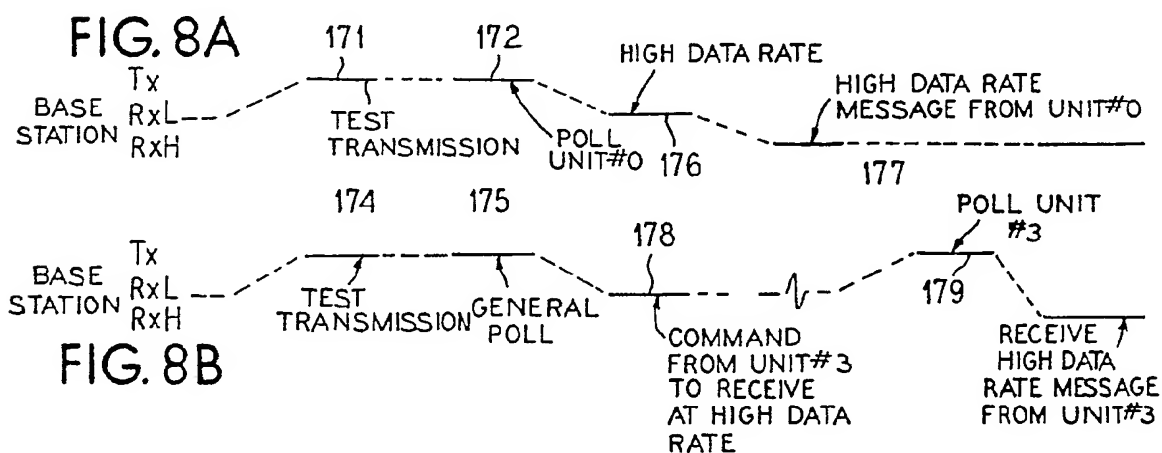 FIG. 8A
171
172
HIGH DATA RATE
HIGH DATA RATE
MESSAGE FROM UNIT#0
BASE
STATION
Tx
RxL
RxH
TEST
TRANSMISSION
POLL
UNIT#0
176
177
174
175
178
POLL UNIT
#3
179
BASE
STATION
Tx
RxL
RxH
TEST
TRANSMISSION
GENERAL
POLL
COMMAND
FROM UNIT#3
TO RECEIVE
AT HIGH DATA
RATE
RECEIVE
HIGH DATA
RATE MESSAGE
FROM UNIT#3
FIG. 8B